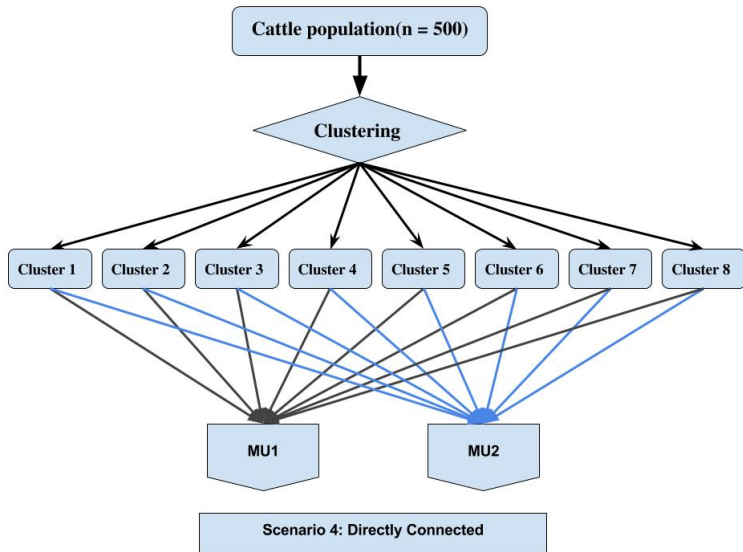 Cattle population(n = 500)
Clustering
Cluster 1
Cluster 2
Cluster 3
Cluster 4
Cluster 5
Cluster 6
Cluster 7
Cluster 8
MU1
MU2
Scenario 4: Directly Connected